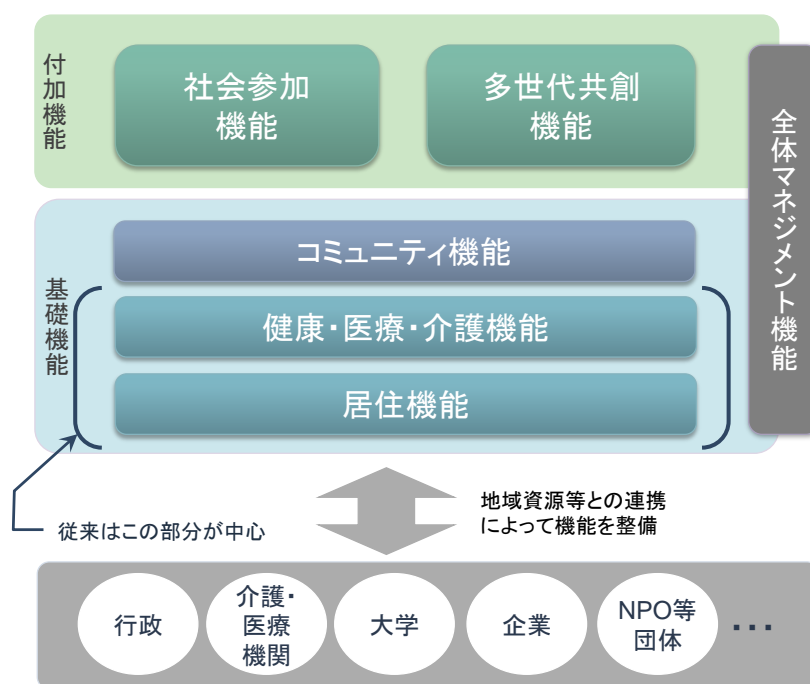 付加機能
社会参加
機能
多世代共創
機能
全体マネジメント機能
基礎機能
コミュニティ機能
健康・医療・介護機能
居住機能
従来はこの部分が中心
地域資源等との連携
によって機能を整備
行政
介護・
医療
機関
大学
企業
NPO等
団体
・・・